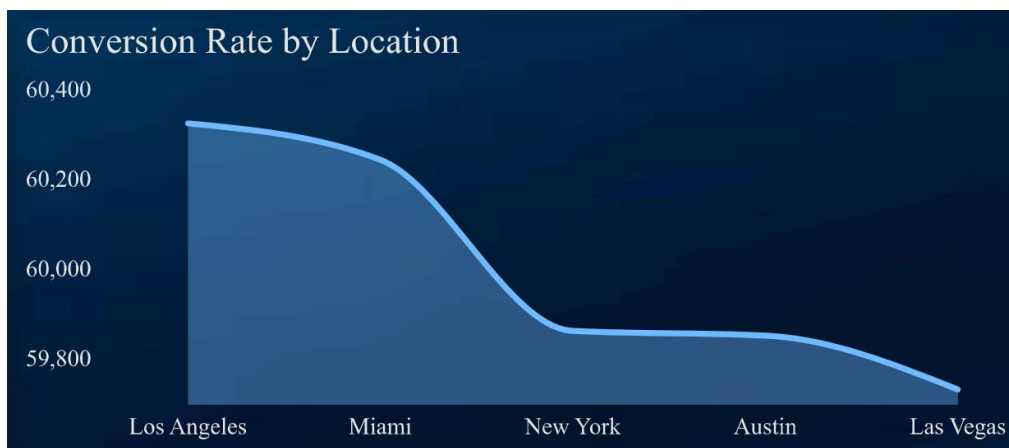 Conversion Rate by Location
60,400
60,200
60,000
59,800
Los Angeles Miami New York Austin Las Vegas